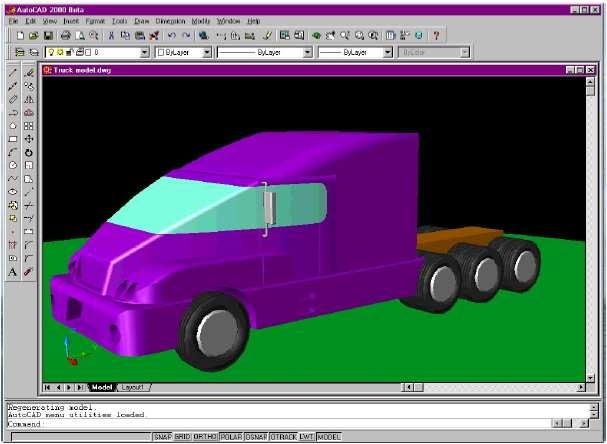 AutoCAD 2000 Beta
File Edit View Insert Format Tools Draw Dimension Modify Window Help
0 ByLayer ByLayer ByLayer ByColor
Truck model.dwg
A
Model Layout1
Regenerating model.
AutoCAD menu utilities loaded.
Command:
SNAP GRID ORTHO POLAR OSNAP OTRACK LWT MODEL